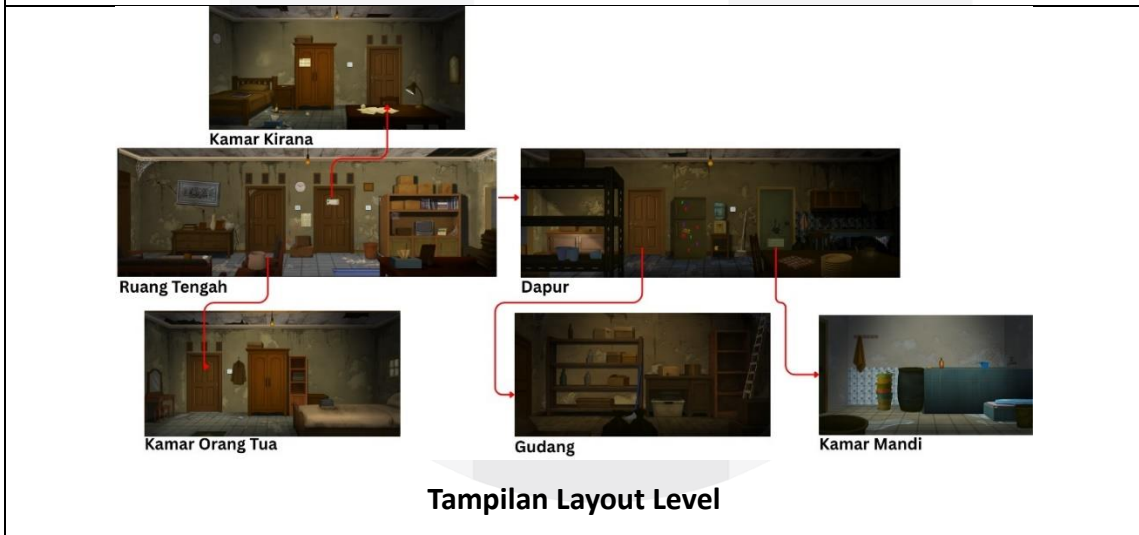 Kamar Kirana
Ruang Tengah
Dapur
Kamar Orang Tua
Gudang
Kamar Mandi
Tampilan Layout Level